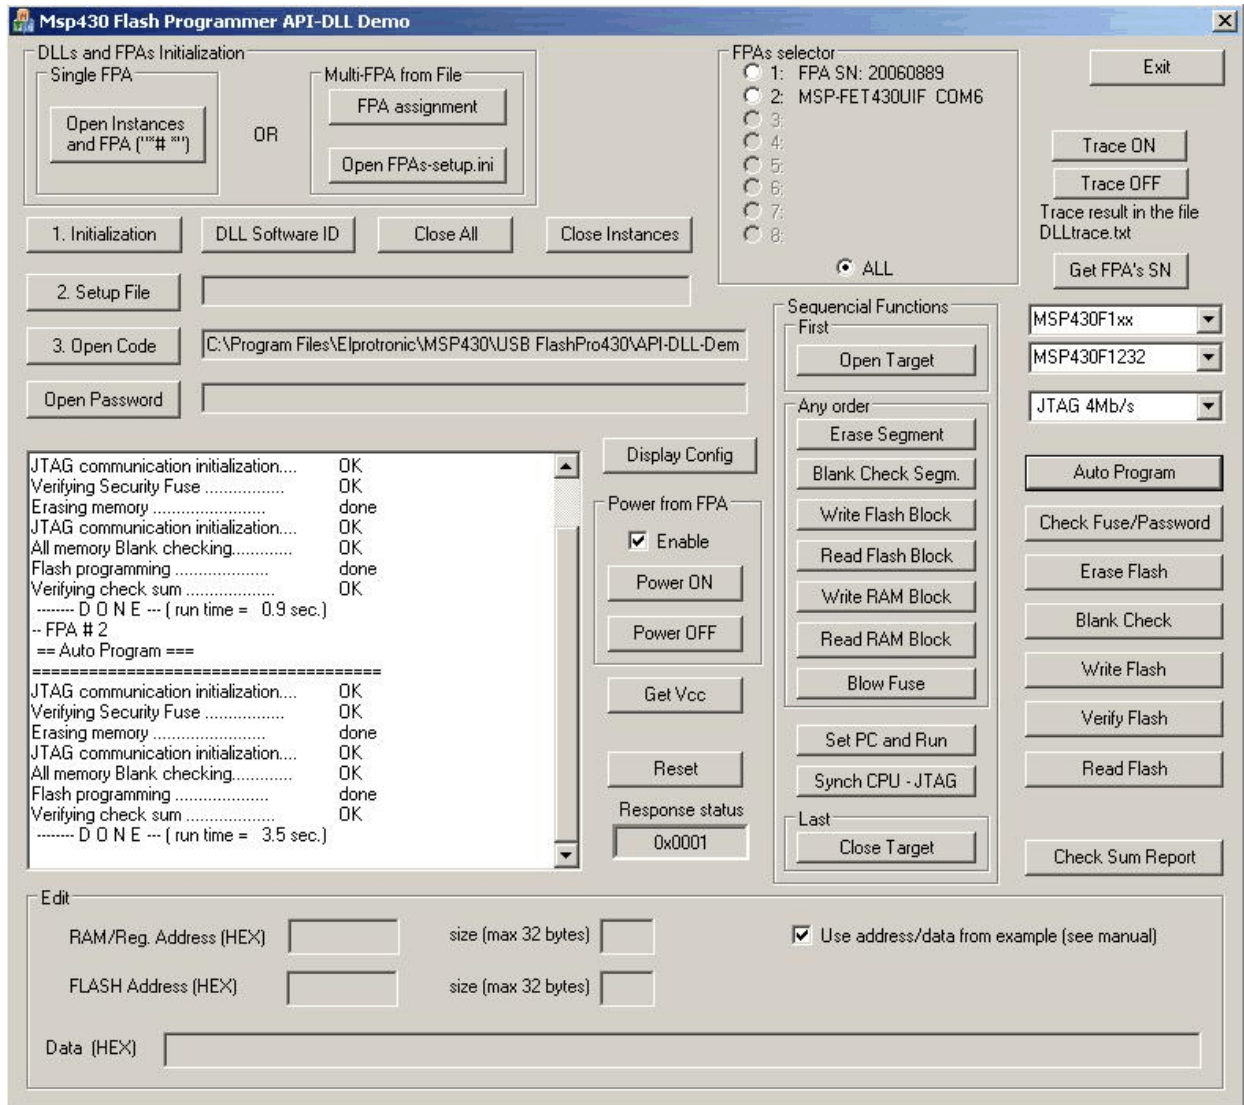 Msp430 Flash Programmer API-DLL Demo
DLLs and FPAs Initialization
Single FPA
Open Instances
and FPA ("*# *")
OR
Multi-FPA from File
FPA assignment
Open FPAs-setup.ini
FPAs selector
1: FPA SN: 20060889
2: MSP-FET430UIF COM6
3:
4:
5:
6:
7:
8:
ALL
Exit
Trace ON
Trace OFF
Trace result in the file
DLLtrace.txt
Get FPA's SN
1. Initialization
DLL Software ID
Close All
Close Instances
2. Setup File
3. Open Code
C:\Program Files\Elprotronic\MSP430\USB FlashPro430\API-DLL-Dem
Open Password
MSP430F1xx
MSP430F1232
JTAG 4Mb/s
Sequencial Functions
First
Open Target
Any order
Erase Segment
Blank Check Segm.
Write Flash Block
Read Flash Block
Write RAM Block
Read RAM Block
Blow Fuse
Set PC and Run
Synch CPU - JTAG
Last
Close Target
JTAG communication initialization.... OK
Verifying Security Fuse ................. OK
Erasing memory ........................ done
JTAG communication initialization.... OK
All memory Blank checking............. OK
Flash programming .................... done
Verifying check sum ................... OK
-------- D O N E --- ( run time = 0.9 sec.)
-- FPA # 2
== Auto Program ===
=====================================
JTAG communication initialization.... OK
Verifying Security Fuse ................. OK
Erasing memory ........................ done
JTAG communication initialization.... OK
All memory Blank checking............. OK
Flash programming .................... done
Verifying check sum ................... OK
-------- D O N E --- ( run time = 3.5 sec.)
Display Config
Power from FPA
Enable
Power ON
Power OFF
Get Vcc
Reset
Response status
0x0001
Auto Program
Check Fuse/Password
Erase Flash
Blank Check
Write Flash
Verify Flash
Read Flash
Check Sum Report
Edit
RAM/Reg. Address (HEX)
size (max 32 bytes)
Use address/data from example (see manual)
FLASH Address (HEX)
size (max 32 bytes)
Data (HEX)